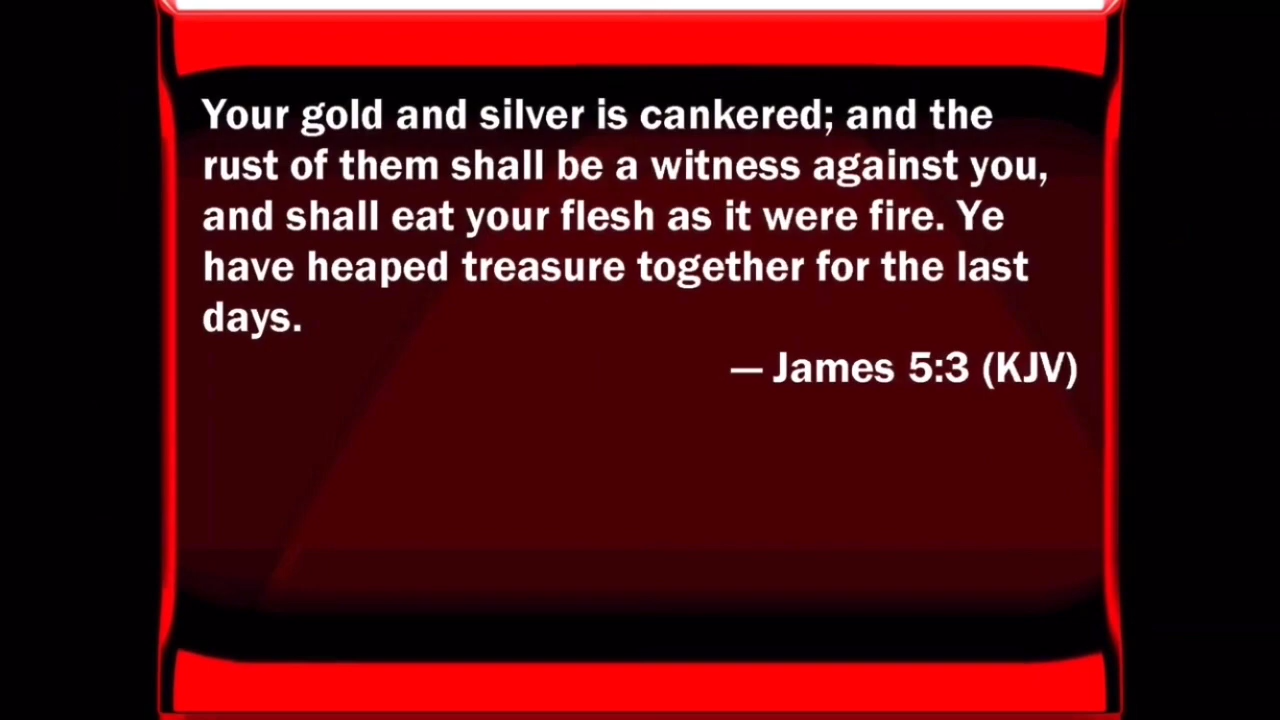 Your gold and silver is cankered; and the
rust of them shall be a witness against you,
and shall eat your flesh as it were fire. Ye
have heaped treasure together for the last
days.
— James 5:3 (KJV)